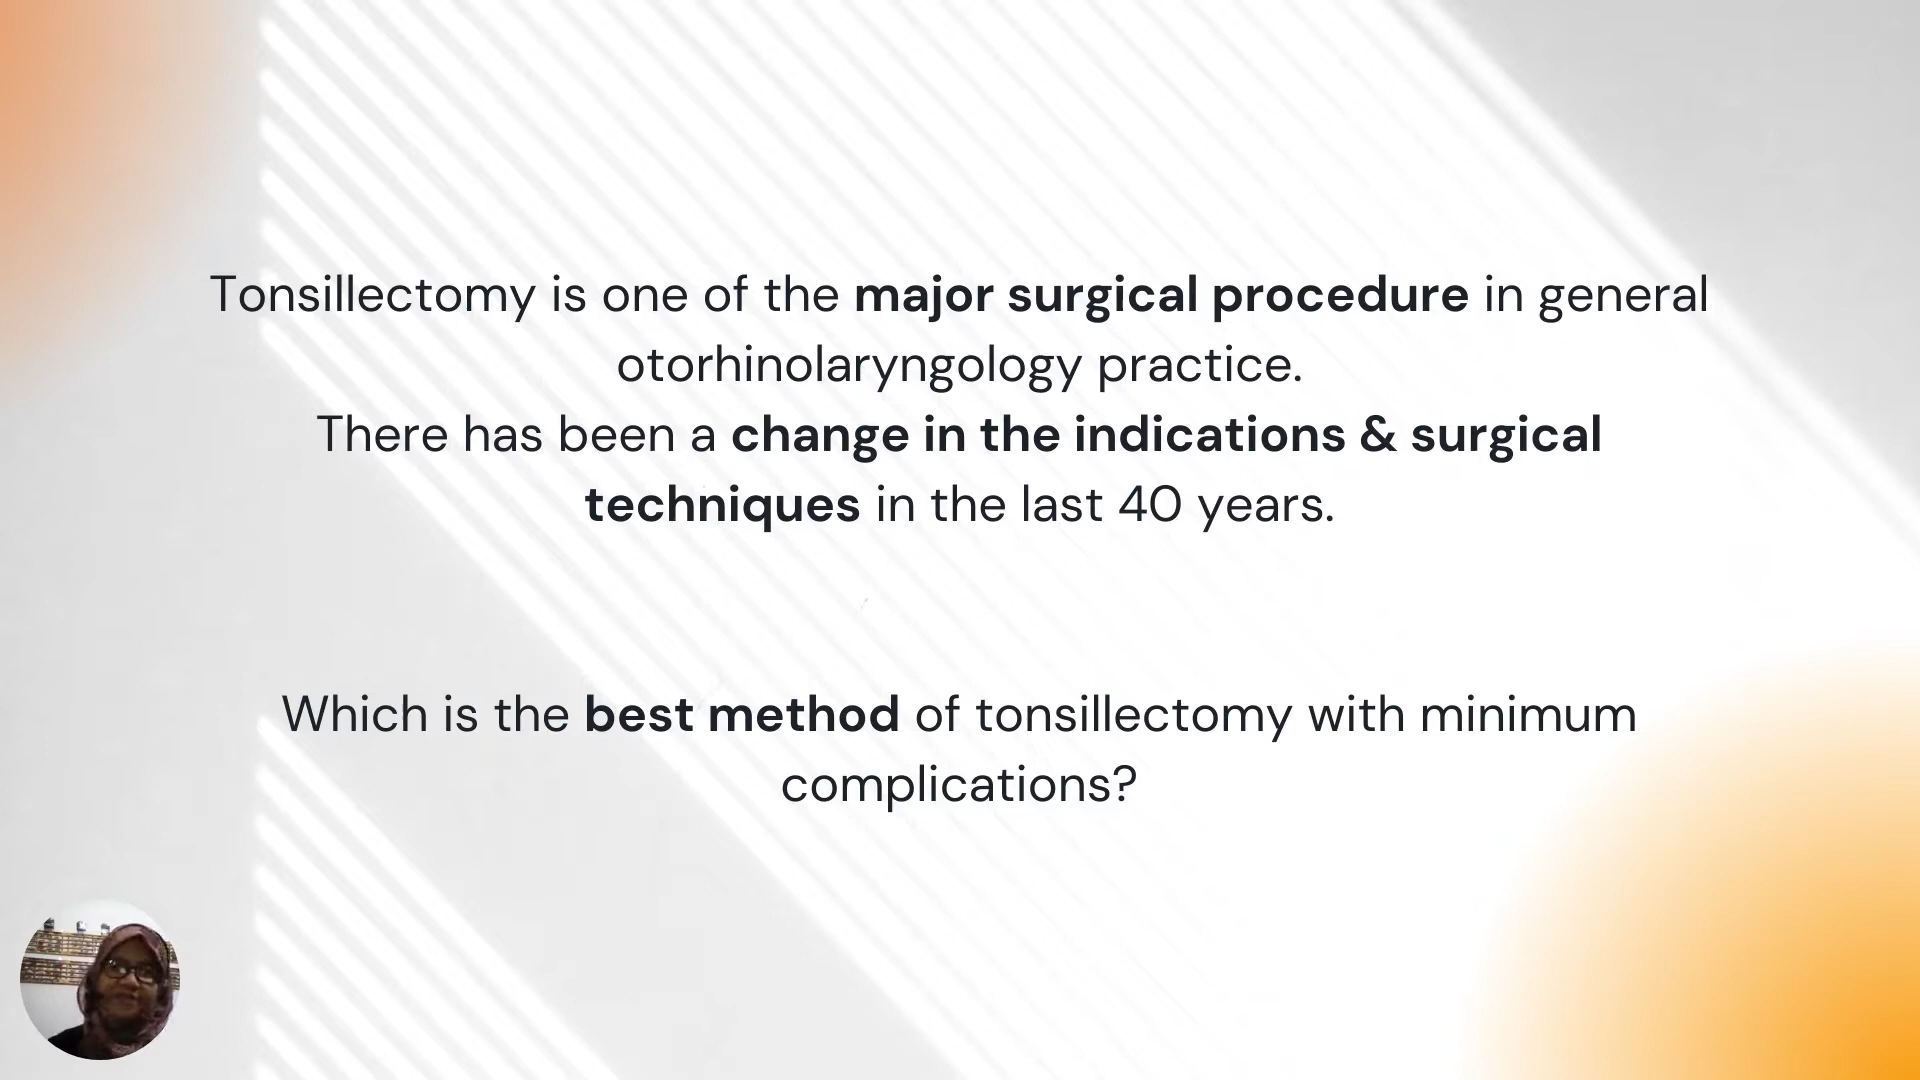 Tonsillectomy is one of the major surgical procedure in general
otorhinolaryngology practice.
There has been a change in the indications & surgical
techniques in the last 40 years.
Which is the best method of tonsillectomy with minimum
complications?